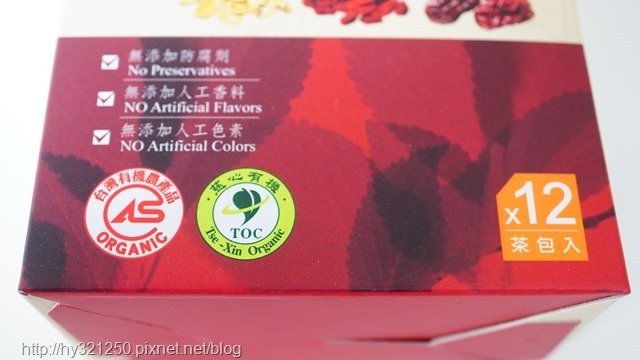 無添加防腐劑
No Preservatives
無添加人工香料
NO Artificial Flavors
無添加人工色素
NO Artificial Colors
台灣有機農產品
CAS
ORGANIC
慈心有機
TOC
Tse-Xin Organic
x12
茶包入
http://hy321250.pixnet.net/blog